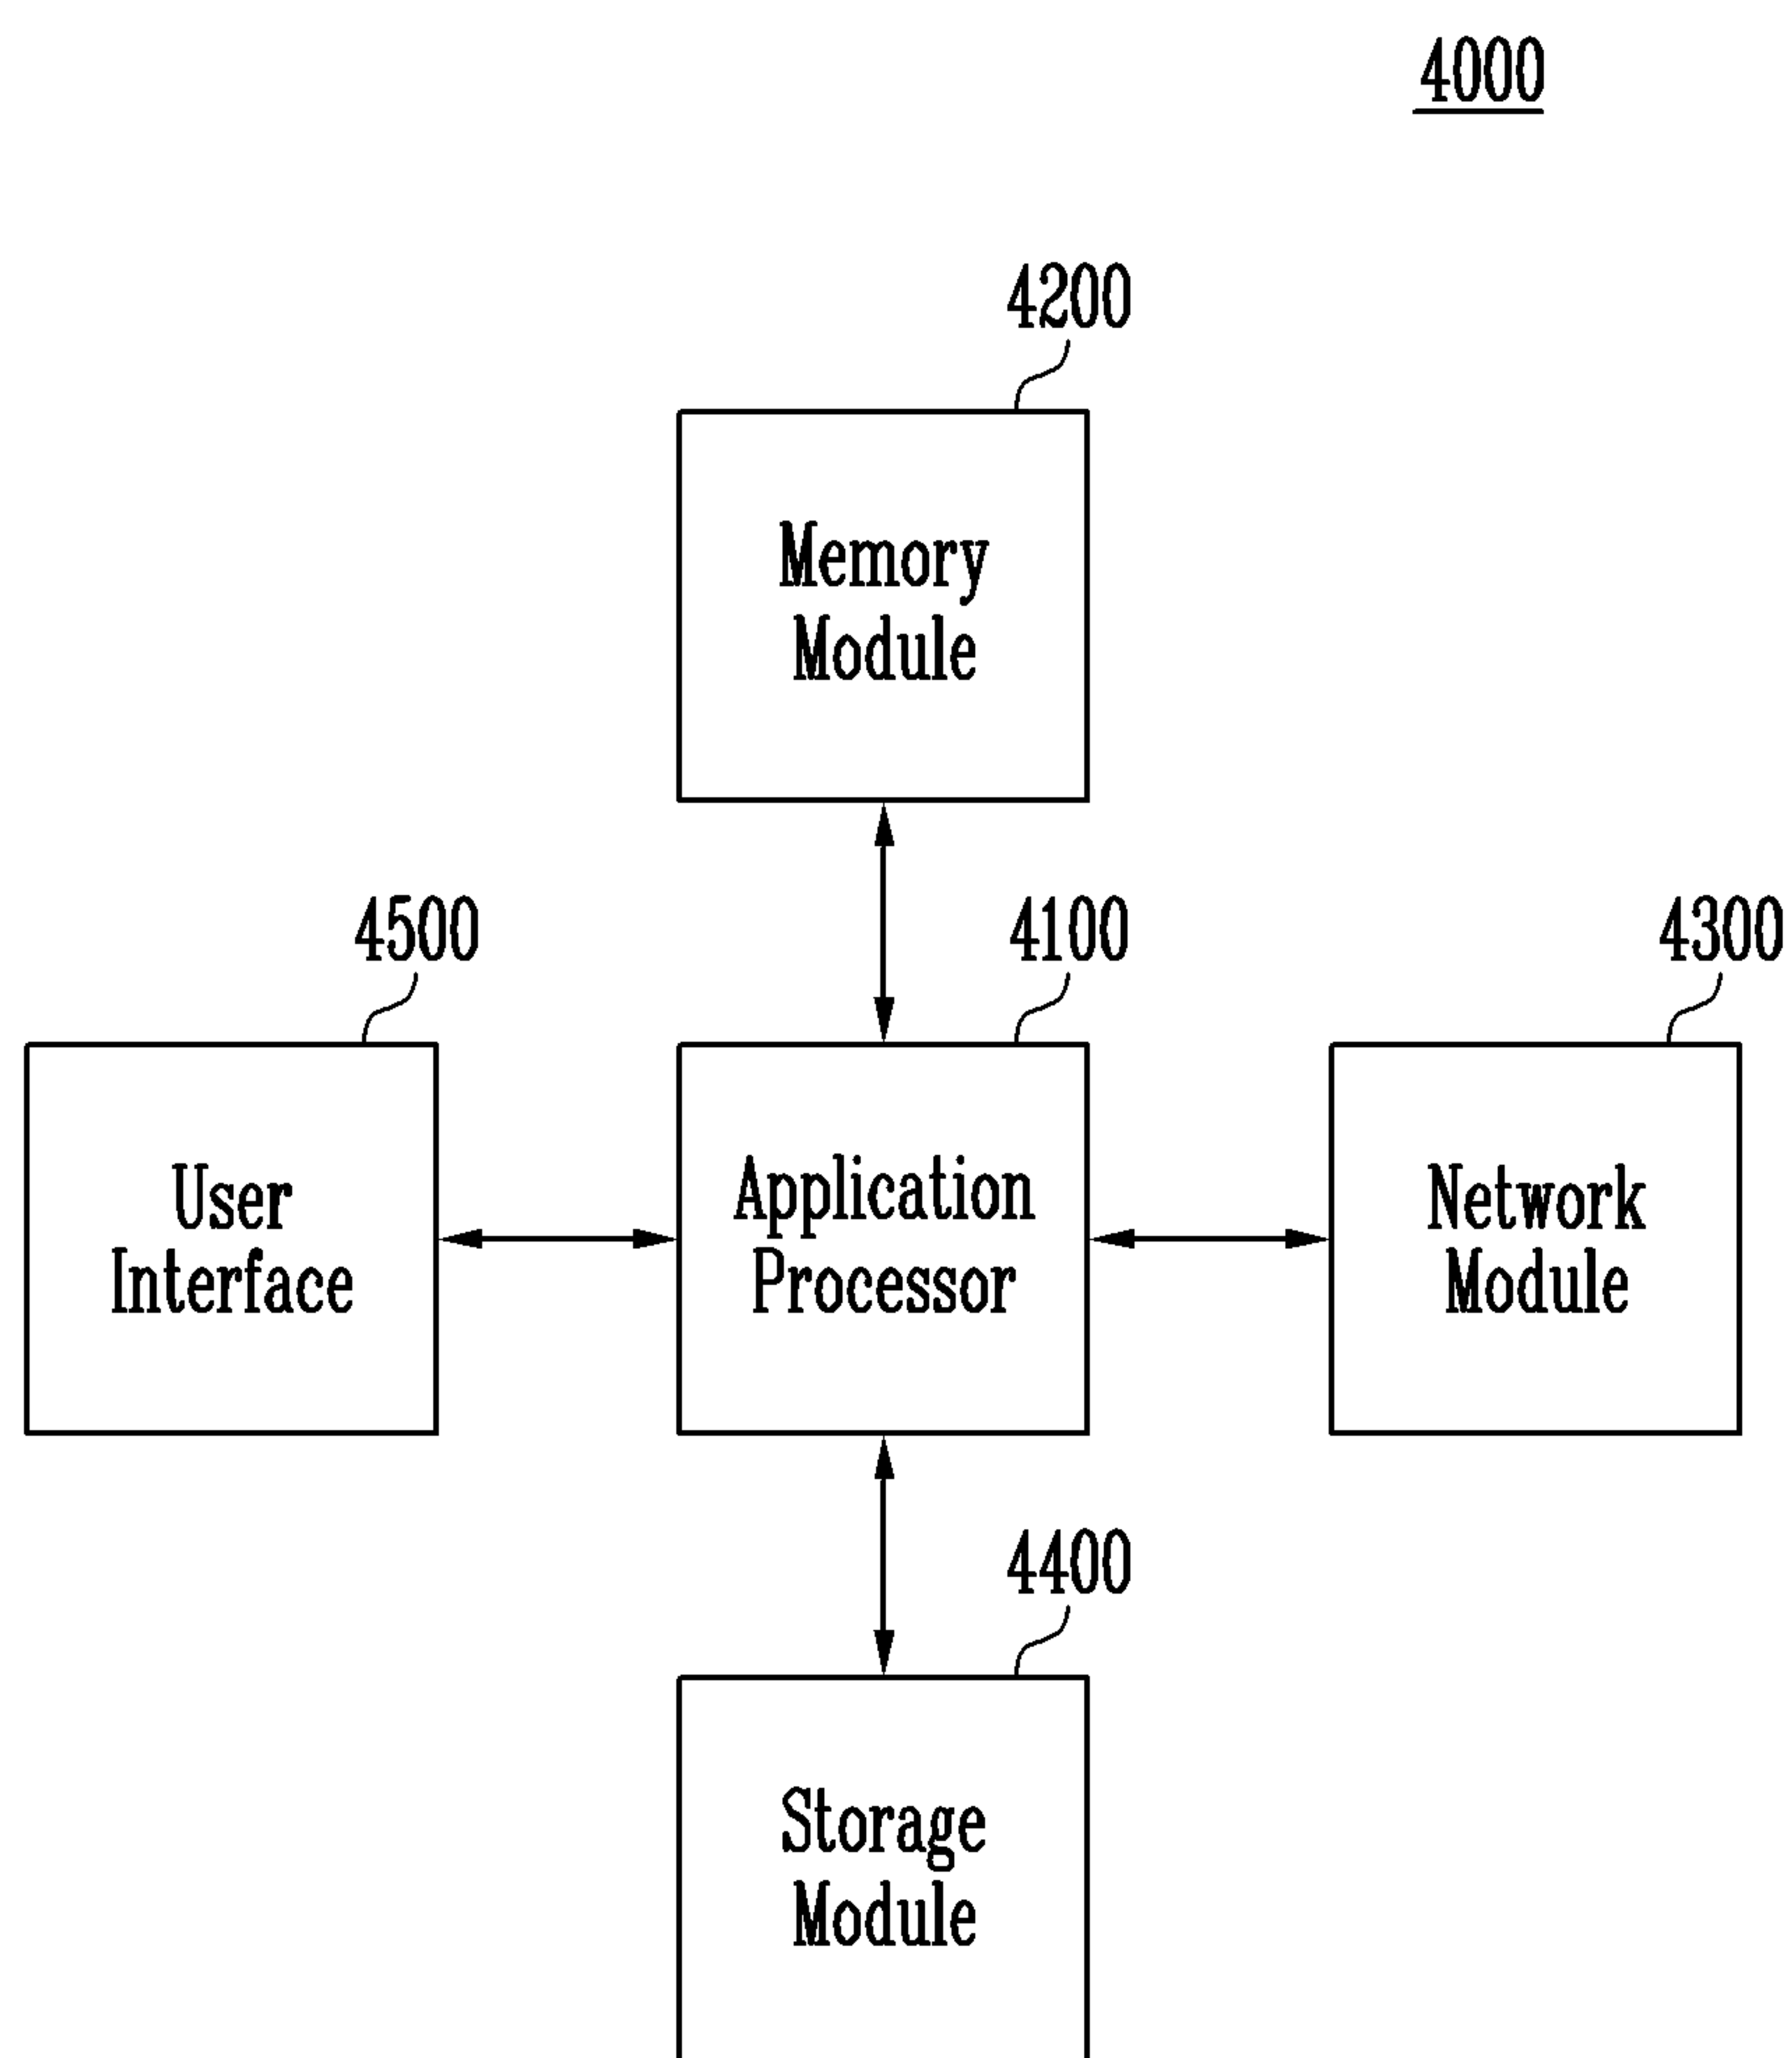 4000
4200
Memory
Module
4500
4100
4300
User
Interface
Application
Processor
Network
Module
4400
Storage
Module